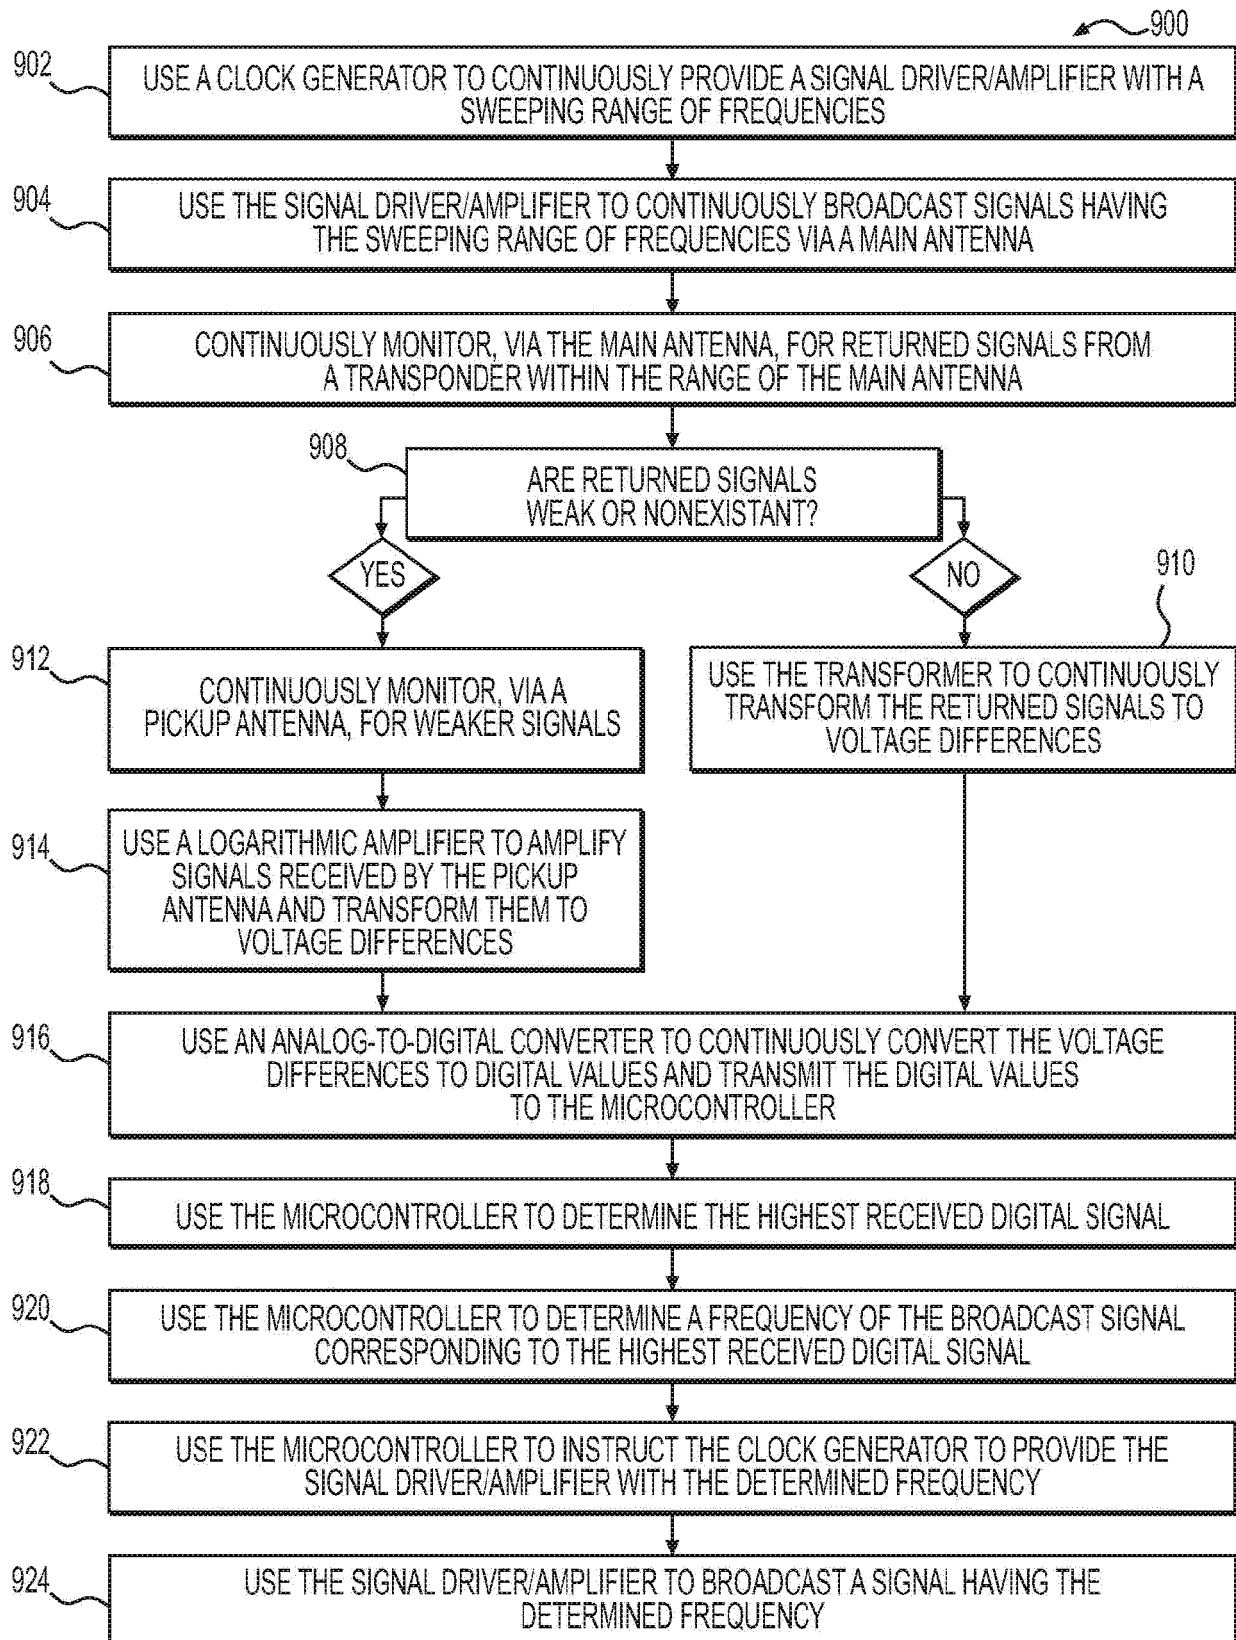 900
902
USE A CLOCK GENERATOR TO CONTINUOUSLY PROVIDE A SIGNAL DRIVER/AMPLIFIER WITH A
SWEEPING RANGE OF FREQUENCIES
904
USE THE SIGNAL DRIVER/AMPLIFIER TO CONTINUOUSLY BROADCAST SIGNALS HAVING
THE SWEEPING RANGE OF FREQUENCIES VIA A MAIN ANTENNA
906
CONTINUOUSLY MONITOR, VIA THE MAIN ANTENNA, FOR RETURNED SIGNALS FROM
A TRANSPONDER WITHIN THE RANGE OF THE MAIN ANTENNA
908
ARE RETURNED SIGNALS
WEAK OR NONEXISTANT?
YES
NO
910
912
CONTINUOUSLY MONITOR, VIA A
PICKUP ANTENNA, FOR WEAKER SIGNALS
USE THE TRANSFORMER TO CONTINUOUSLY
TRANSFORM THE RETURNED SIGNALS TO
VOLTAGE DIFFERENCES
914
USE A LOGARITHMIC AMPLIFIER TO AMPLIFY
SIGNALS RECEIVED BY THE PICKUP
ANTENNA AND TRANSFORM THEM TO
VOLTAGE DIFFERENCES
916
USE AN ANALOG-TO-DIGITAL CONVERTER TO CONTINUOUSLY CONVERT THE VOLTAGE
DIFFERENCES TO DIGITAL VALUES AND TRANSMIT THE DIGITAL VALUES
TO THE MICROCONTROLLER
918
USE THE MICROCONTROLLER TO DETERMINE THE HIGHEST RECEIVED DIGITAL SIGNAL
920
USE THE MICROCONTROLLER TO DETERMINE A FREQUENCY OF THE BROADCAST SIGNAL
CORRESPONDING TO THE HIGHEST RECEIVED DIGITAL SIGNAL
922
USE THE MICROCONTROLLER TO INSTRUCT THE CLOCK GENERATOR TO PROVIDE THE
SIGNAL DRIVER/AMPLIFIER WITH THE DETERMINED FREQUENCY
924
USE THE SIGNAL DRIVER/AMPLIFIER TO BROADCAST A SIGNAL HAVING THE
DETERMINED FREQUENCY